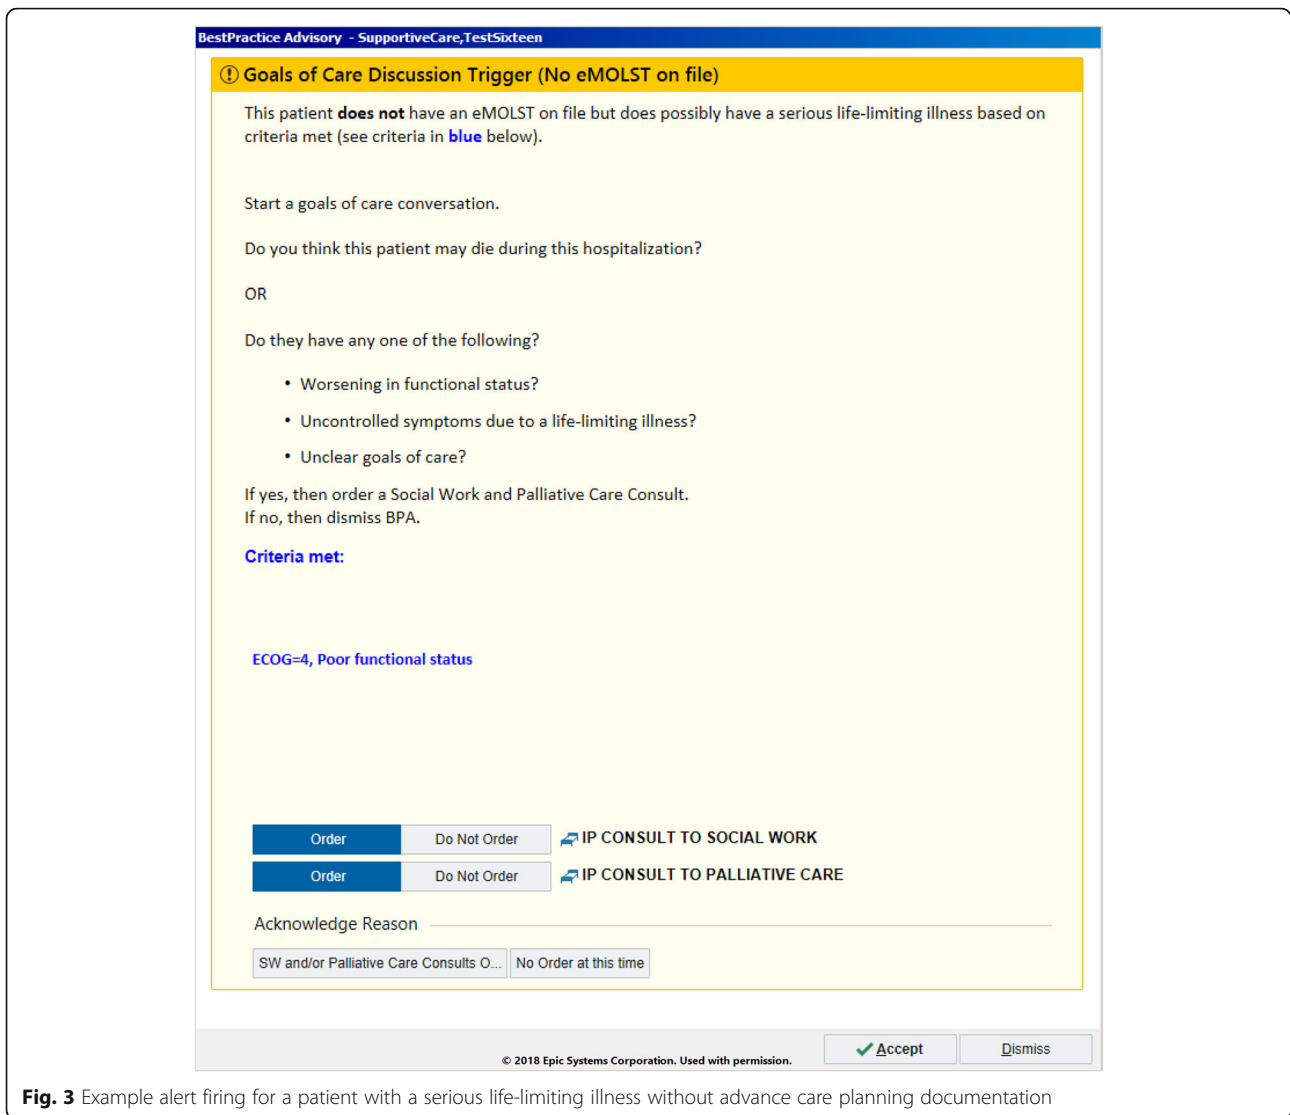 BestPractice Advisory - SupportiveCare,TestSixteen
Goals of Care Discussion Trigger (No eMOLST on file)
This patient does not have an eMOLST on file but does possibly have a serious life-limiting illness based on
criteria met (see criteria in blue below).
Start a goals of care conversation.
Do you think this patient may die during this hospitalization?
OR
Do they have any one of the following?
• Worsening in functional status?
• Uncontrolled symptoms due to a life-limiting illness?
• Unclear goals of care?
If yes, then order a Social Work and Palliative Care Consult.
If no, then dismiss BPA.
Criteria met:
ECOG=4, Poor functional status
Order Do Not Order IP CONSULT TO SOCIAL WORK
Order Do Not Order IP CONSULT TO PALLIATIVE CARE
Acknowledge Reason
SW and/or Palliative Care Consults O... No Order at this time
© 2018 Epic Systems Corporation. Used with permission. Accept Dismiss
Fig. 3 Example alert firing for a patient with a serious life-limiting illness without advance care planning documentation